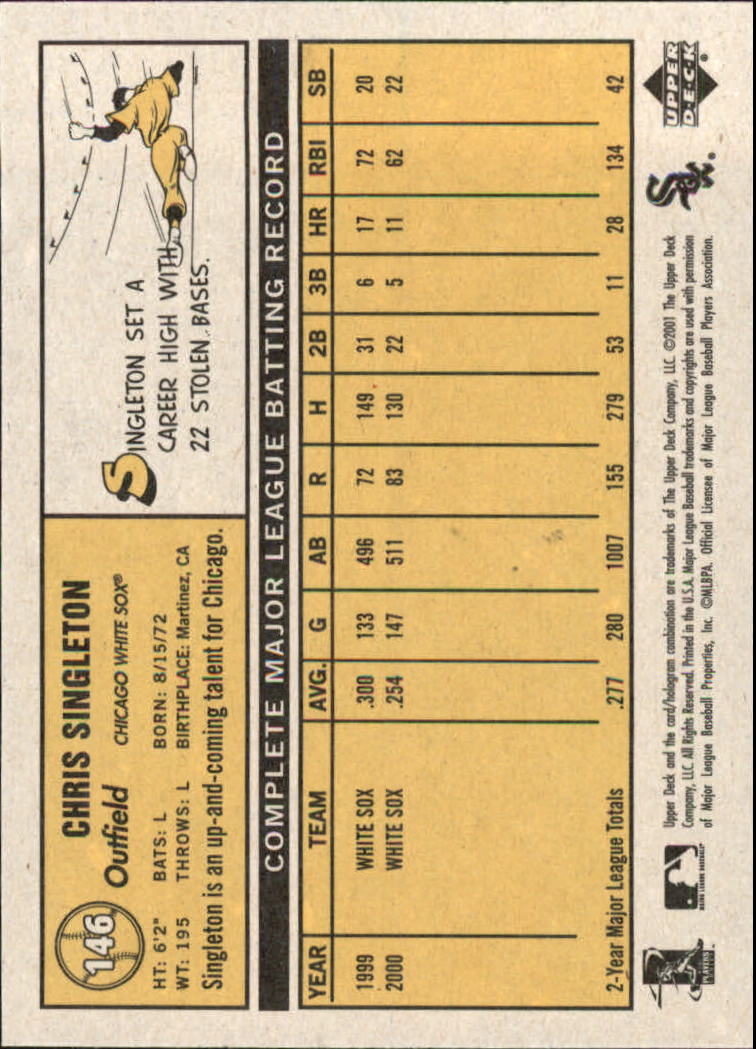 146
CHRIS SINGLETON
Outfield CHICAGO WHITE SOX®
HT: 6'2" BATS: L BORN: 8/15/72
WT: 195 THROWS: L BIRTHPLACE: Martinez, CA
Singleton is an up-and-coming talent for Chicago.
SINGLETON SET A
CAREER HIGH WITH
22 STOLEN BASES.
COMPLETE MAJOR LEAGUE BATTING RECORD
YEAR TEAM AVG. G AB R H 2B 3B HR RBI SB
1999 WHITE SOX .300 133 496 72 149 31 6 17 72 20
2000 WHITE SOX .254 147 511 83 130 22 5 11 62 22
2-Year Major League Totals .277 280 1007 155 279 53 11 28 134 42
PLAYERS
Upper Deck and the card/hologram combination are trademarks of The Upper Deck Company, LLC. ©2001 The Upper Deck
Company, LLC. All Rights Reserved. Printed in the U.S.A. Major League Baseball trademarks and copyrights are used with permission
of Major League Baseball Properties, Inc. ©MLBPA. Official Licensee of Major League Baseball Players Association.
Sox ®
UPPER
DECK